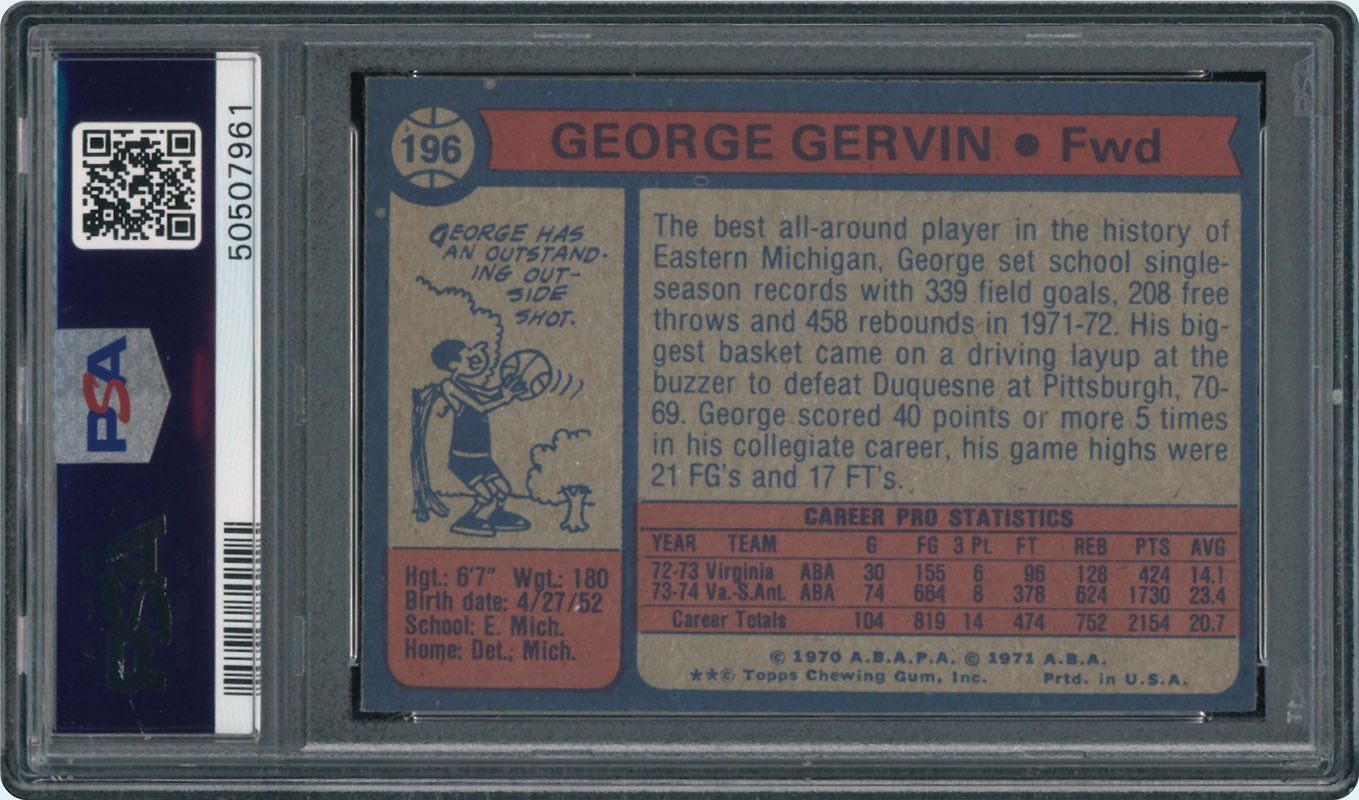 PSA
50507961
PSA
196
GEORGE GERVIN • Fwd
GEORGE HAS
AN OUTSTAND-
ING OUT-
SIDE
SHOT.
The best all-around player in the history of
Eastern Michigan, George set school single-
season records with 339 field goals, 208 free
throws and 458 rebounds in 1971-72. His big-
gest basket came on a driving layup at the
buzzer to defeat Duquesne at Pittsburgh, 70-
69. George scored 40 points or more 5 times
in his collegiate career, his game highs were
21 FG's and 17 FT's.
Hgt.: 6'7" Wgt.: 180
Birth date: 4/27/52
School: E. Mich.
Home: Det., Mich.
CAREER PRO STATISTICS
YEAR TEAM G FG 3 Pt. FT REB PTS AVG
72-73 Virginia ABA 30 155 6 96 128 424 14.1
73-74 Va.-S.Ant. ABA 74 664 8 378 624 1730 23.4
Career Totals 104 819 14 474 752 2154 20.7
© 1970 A.B.A.P.A. © 1971 A.B.A.
**© Topps Chewing Gum, Inc. Prtd. in U.S.A.